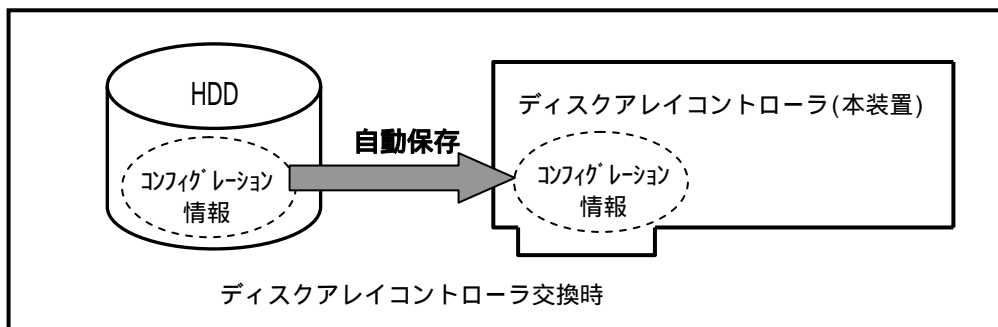 HDD
ディスクアレイコントローラ(本装置)
自動保存
ｺﾝﾌｨｸﾞﾚｰｼｮﾝ
情報
ｺﾝﾌｨｸﾞﾚｰｼｮﾝ
情報
ディスクアレイコントローラ交換時